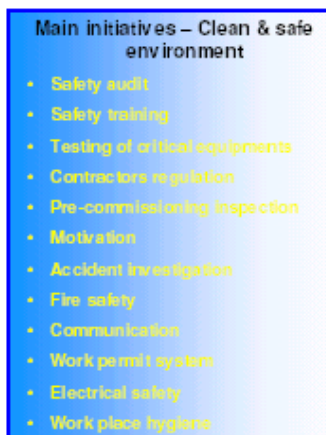 Main initiatives – Clean & safe
environment
• Safety audit
• Safety training
• Testing of critical equipments
• Contractors regulation
• Pre-commissioning inspection
• Motivation
• Accident investigation
• Fire safety
• Communication
• Work permit system
• Electrical safety
• Work place hygiene